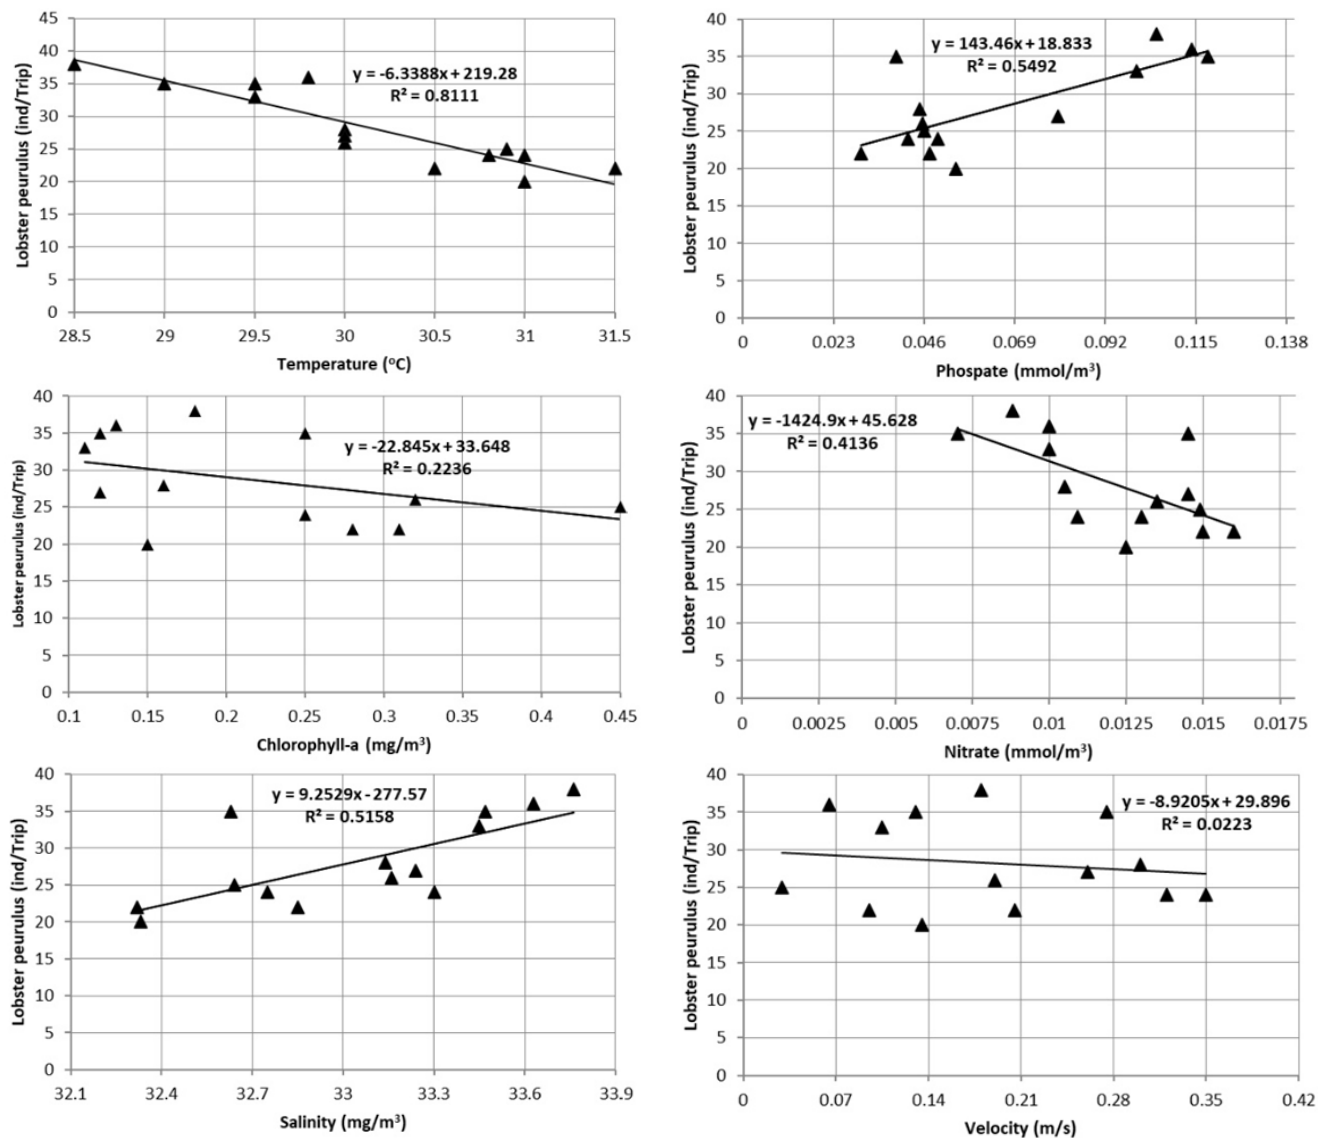 Lobster peurulus (ind/Trip)
45
40
35
30
25
20
15
10
5
0
y = -6.3388x + 219.28
R² = 0.8111
28.5 29 29.5 30 30.5 31 31.5
Temperature (°C)
Lobster peurulus (ind/Trip)
40
35
30
25
20
15
10
5
0
y = 143.46x + 18.833
R² = 0.5492
0 0.023 0.046 0.069 0.092 0.115 0.138
Phospate (mmol/m³)
Lobster peurulus (ind/Trip)
40
35
30
25
20
15
10
5
0
y = -22.845x + 33.648
R² = 0.2236
0.1 0.15 0.2 0.25 0.3 0.35 0.4 0.45
Chlorophyll-a (mg/m³)
Lobster peurulus (ind/Trip)
40
35
30
25
20
15
10
5
0
y = -1424.9x + 45.628
R² = 0.4136
0 0.0025 0.005 0.0075 0.01 0.0125 0.015 0.0175
Nitrate (mmol/m³)
Lobster peurulus (ind/Trip)
40
35
30
25
20
15
10
5
0
y = 9.2529x - 277.57
R² = 0.5158
32.1 32.4 32.7 33 33.3 33.6 33.9
Salinity (mg/m³)
Lobster peurulus (ind/Trip)
40
35
30
25
20
15
10
5
0
y = -8.9205x + 29.896
R² = 0.0223
0 0.07 0.14 0.21 0.28 0.35 0.42
Velocity (m/s)